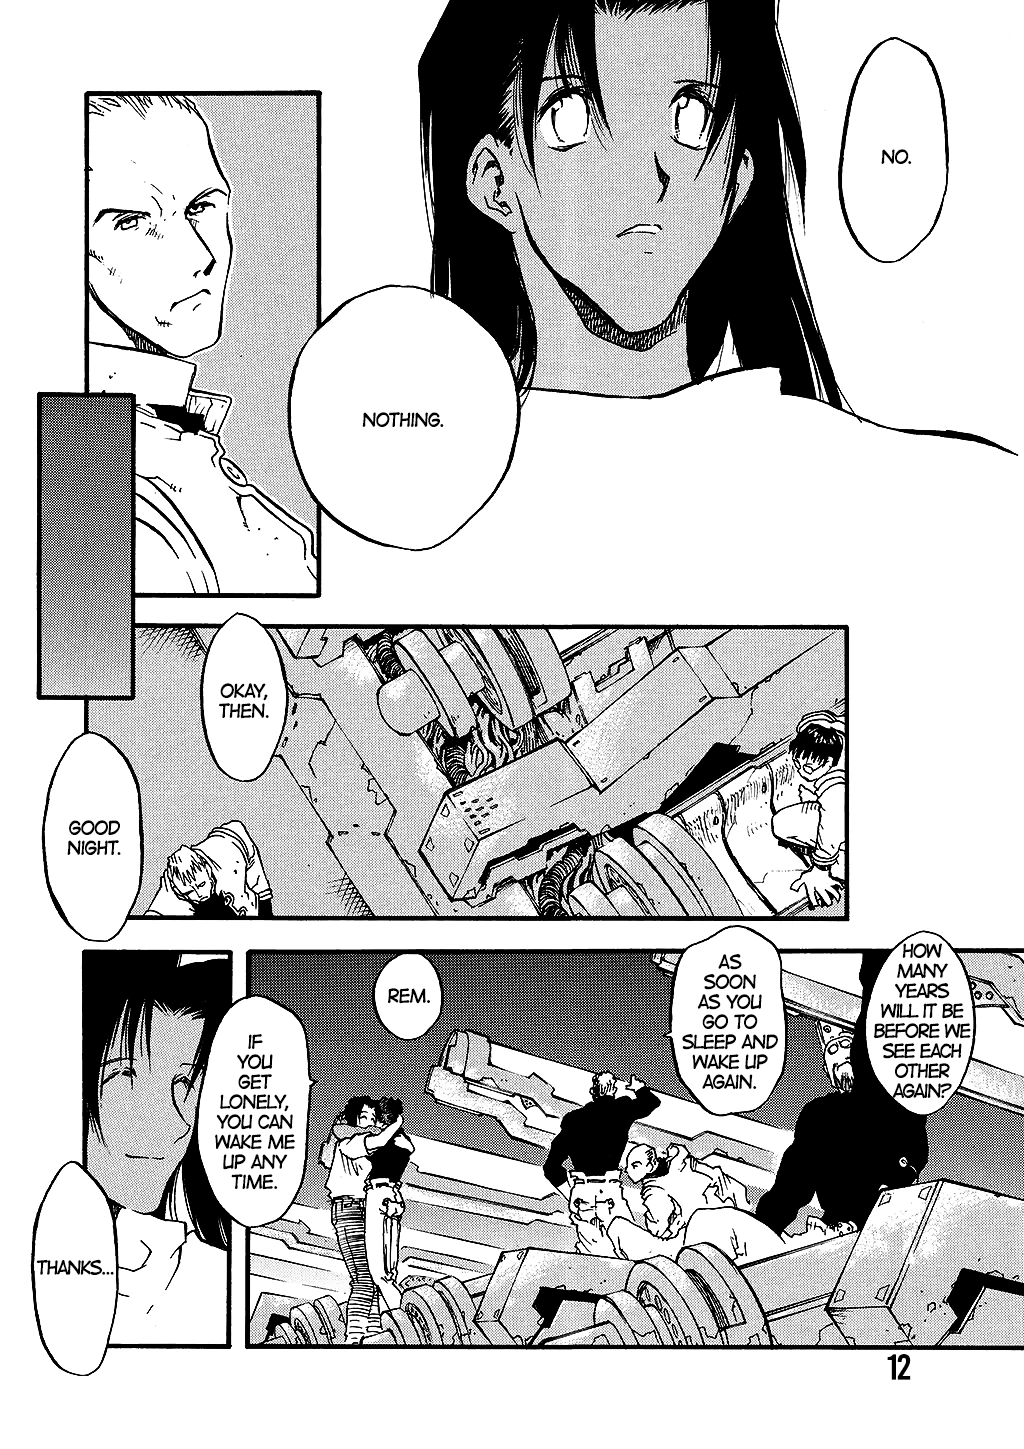 NO.
NOTHING.
OKAY,
THEN.
GOOD
NIGHT.
HOW
MANY
YEARS
WILL IT BE
BEFORE WE
SEE EACH
OTHER
AGAIN?
AS
SOON
AS YOU
GO TO
SLEEP AND
WAKE UP
AGAIN.
REM.
IF
YOU
GET
LONELY,
YOU CAN
WAKE ME
UP ANY
TIME.
THANKS...
12